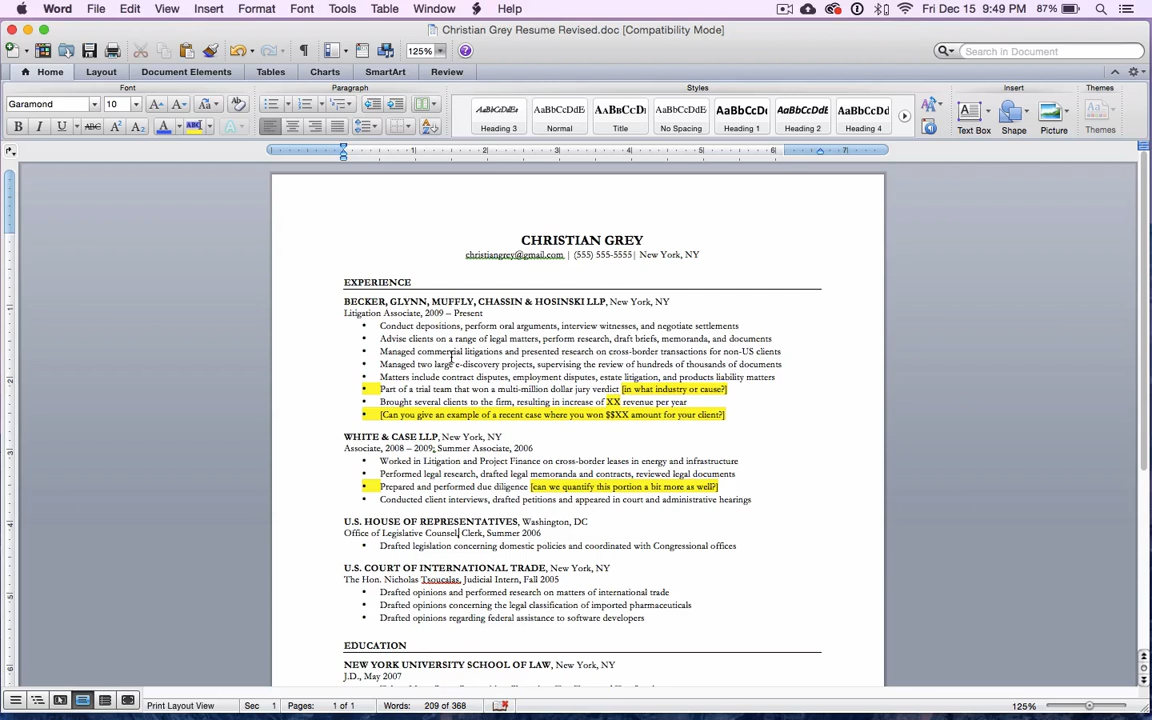 Word File Edit View Insert Format Font Tools Table Window Help Fri Dec 15 9:49 PM 87%
Christian Grey Resume Revised.doc [Compatibility Mode]
125% Search in Document
Home Layout Document Elements Tables Charts SmartArt Review
Font Paragraph Styles Insert Themes
Garamond 10
AaBbCcDdE AaBbCcDdE AaBbCcDc AaBbCcDdE AaBbCcDc AaBbCcDdE AaBbCcDd
Heading 3 Normal Title No Spacing Heading 1 Heading 2 Heading 4 Text Box Shape Picture Themes
1 2 3 4 5 6 7
CHRISTIAN GREY
christiangrey@gmail.com | (555) 555-5555| New York, NY
EXPERIENCE
BECKER, GLYNN, MUFFLY, CHASSIN & HOSINSKI LLP, New York, NY
Litigation Associate, 2009 – Present
• Conduct depositions, perform oral arguments, interview witnesses, and negotiate settlements
• Advise clients on a range of legal matters, perform research, draft briefs, memoranda, and documents
• Managed commercial litigations and presented research on cross-border transactions for non-US clients
• Managed two large e-discovery projects, supervising the review of hundreds of thousands of documents
• Matters include contract disputes, employment disputes, estate litigation, and products liability matters
• Part of a trial team that won a multi-million dollar jury verdict [in what industry or cause?]
• Brought several clients to the firm, resulting in increase of XX revenue per year
• [Can you give an example of a recent case where you won $$XX amount for your client?]
WHITE & CASE LLP, New York, NY
Associate, 2008 – 2009; Summer Associate, 2006
• Worked in Litigation and Project Finance on cross-border leases in energy and infrastructure
• Performed legal research, drafted legal memoranda and contracts, reviewed legal documents
• Prepared and performed due diligence [can we quantify this portion a bit more as well?]
• Conducted client interviews, drafted petitions and appeared in court and administrative hearings
U.S. HOUSE OF REPRESENTATIVES, Washington, DC
Office of Legislative Counsel, Clerk, Summer 2006
• Drafted legislation concerning domestic policies and coordinated with Congressional offices
U.S. COURT OF INTERNATIONAL TRADE, New York, NY
The Hon. Nicholas Tsoucalas, Judicial Intern, Fall 2005
• Drafted opinions and performed research on matters of international trade
• Drafted opinions concerning the legal classification of imported pharmaceuticals
• Drafted opinions regarding federal assistance to software developers
EDUCATION
NEW YORK UNIVERSITY SCHOOL OF LAW, New York, NY
J.D., May 2007
Print Layout View Sec 1 Pages: 1 of 1 Words: 209 of 368 125%